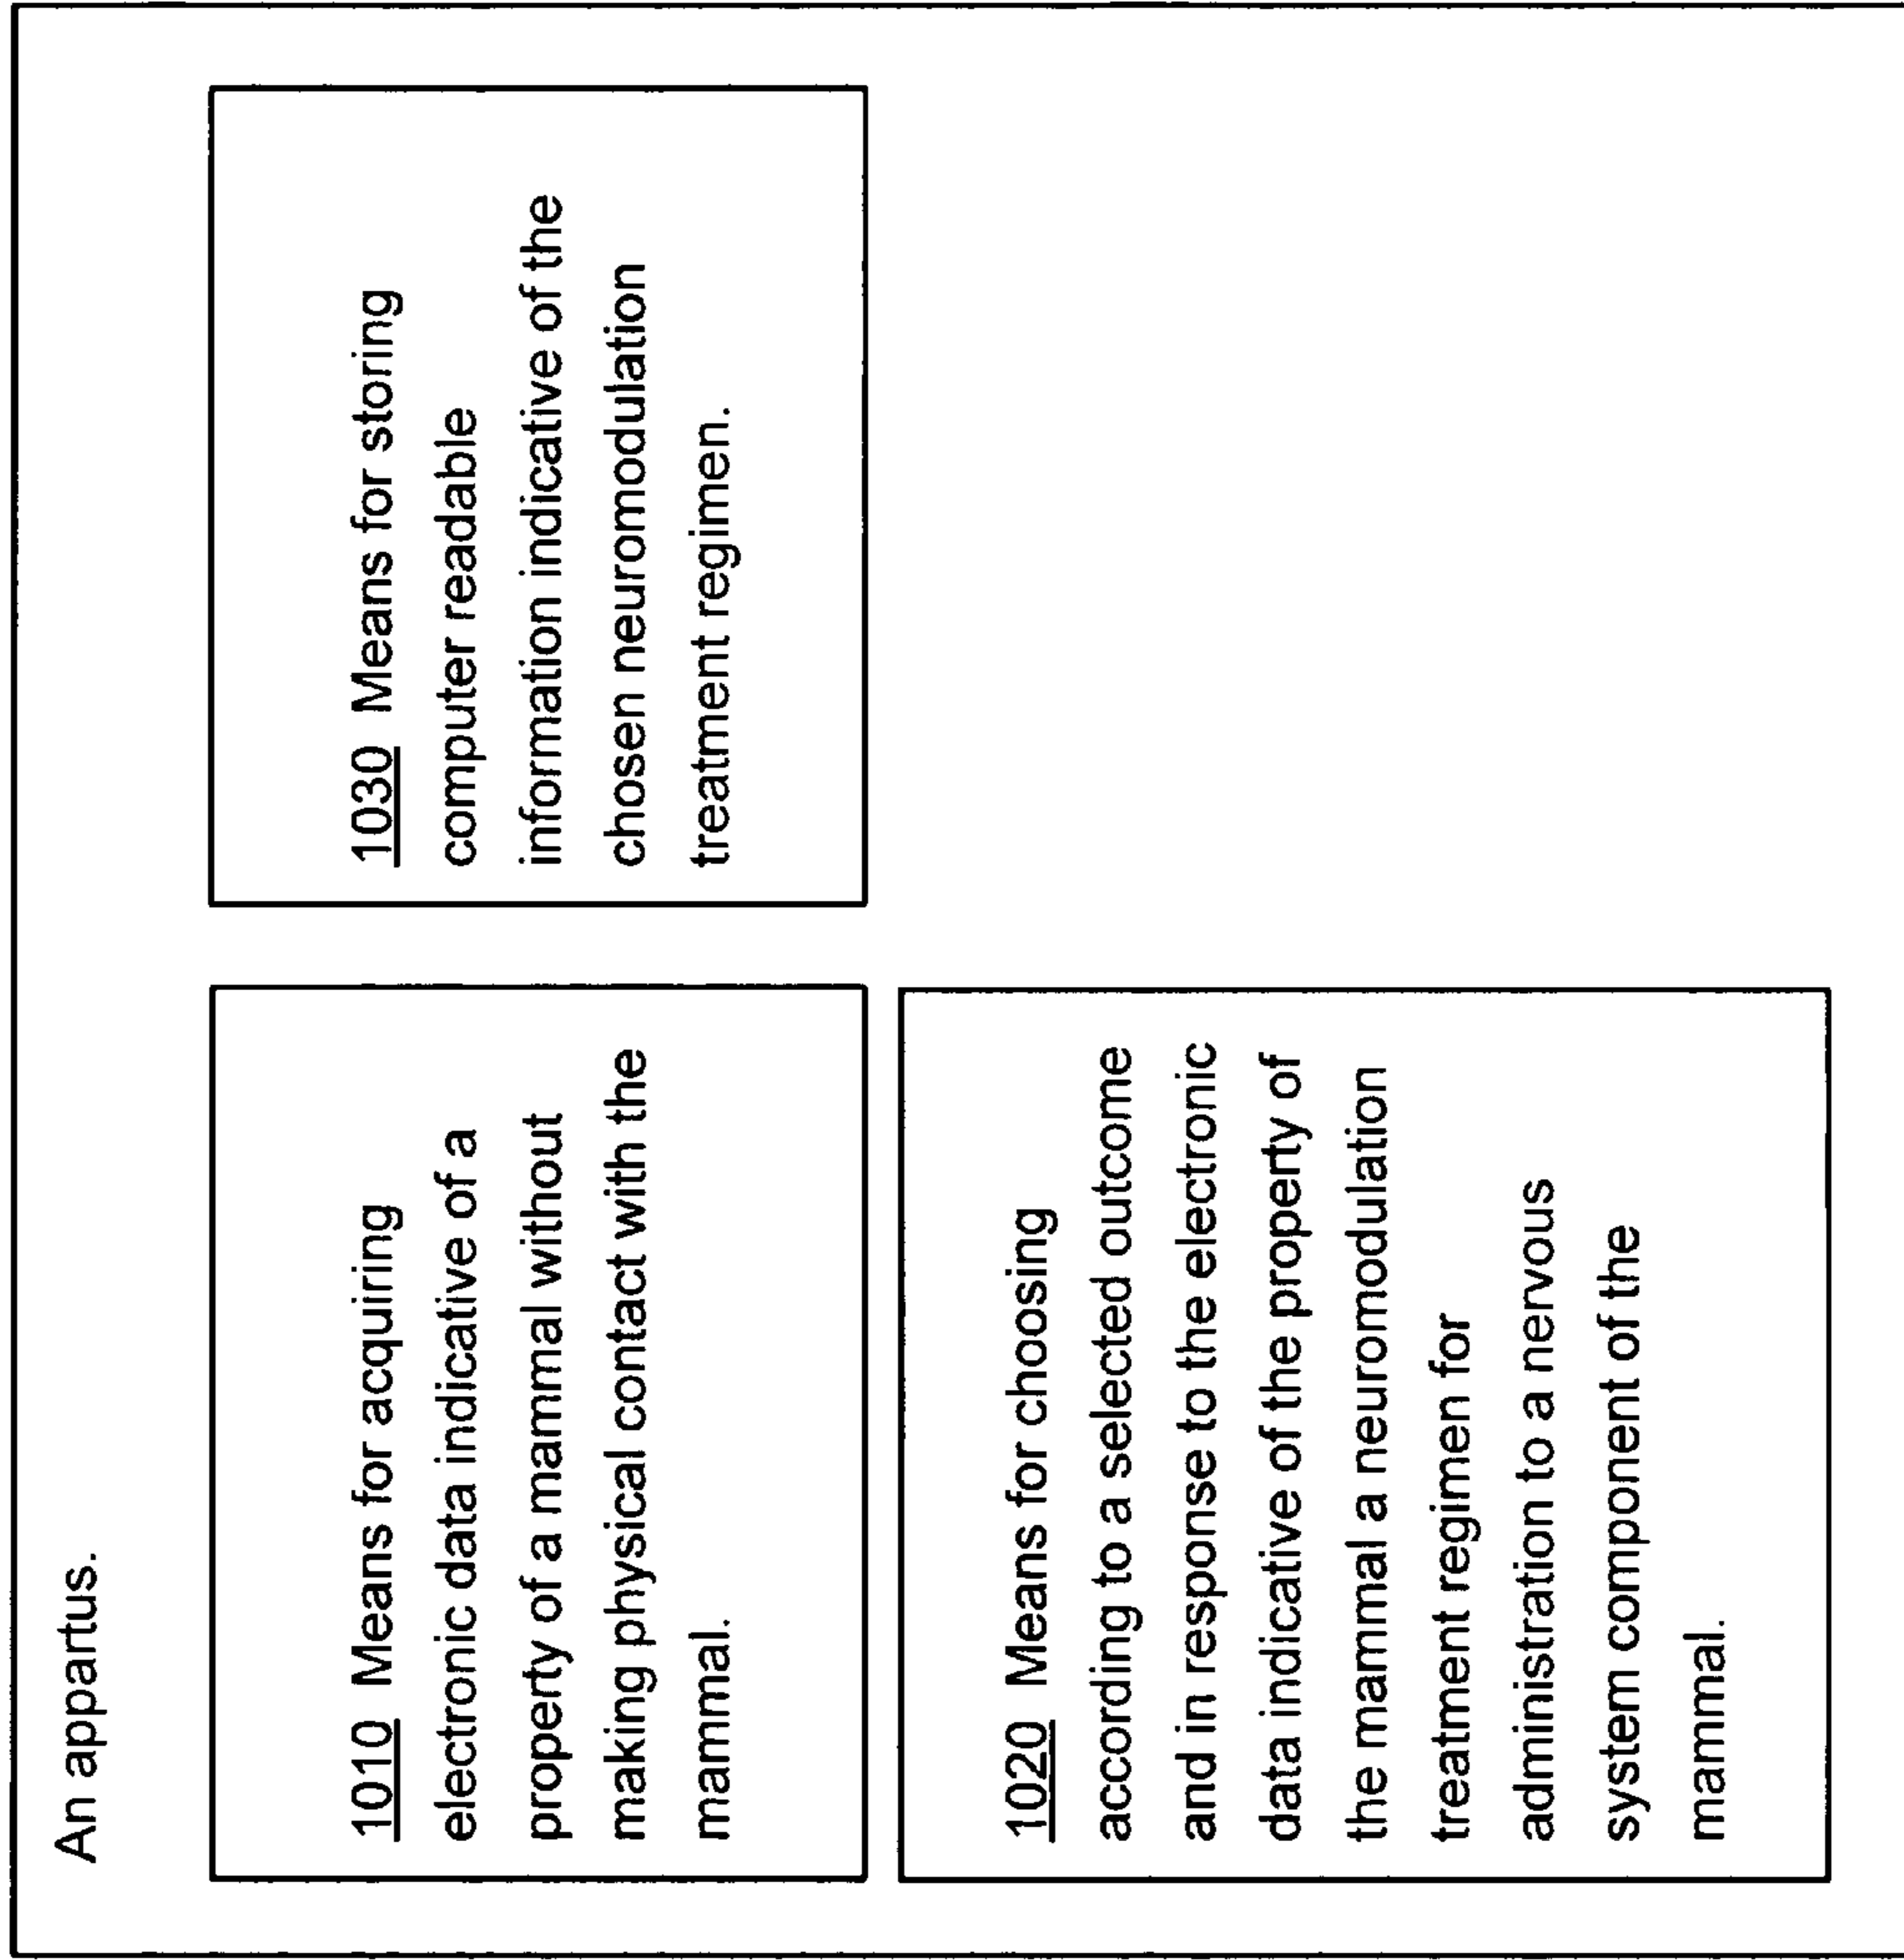 An appartus.
1010 Means for acquiring
electronic data indicative of a
property of a mammal without
making physical contact with the
mammal.
1020 Means for choosing
according to a selected outcome
and in response to the electronic
data indicative of the property of
the mammal a neuromodulation
treatment regimen for
administration to a nervous
system component of the
mammal.
1030 Means for storing
computer readable
information indicative of the
chosen neuromodulation
treatment regimen.